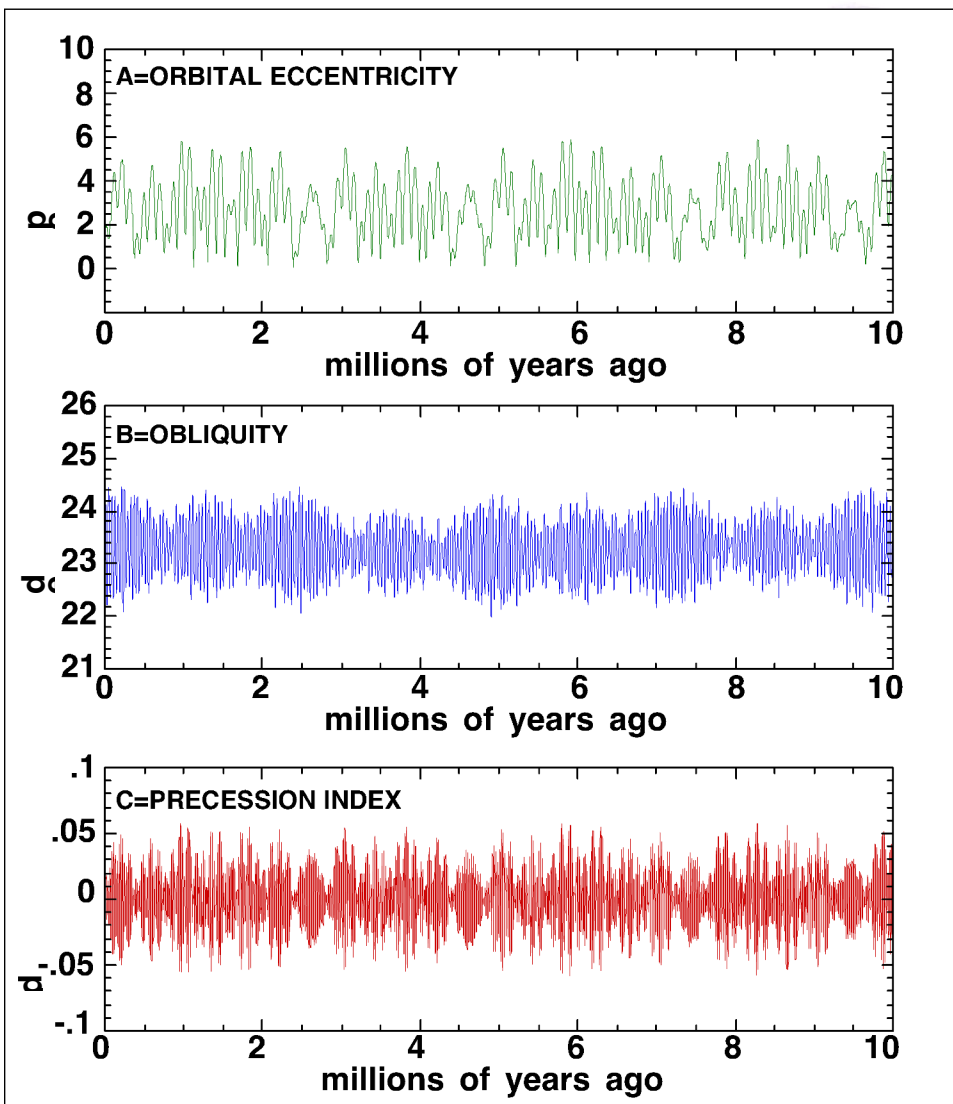 10
8
6
4
2
0
A=ORBITAL ECCENTRICITY
0 2 4 6 8 10
millions of years ago
26
25
24
23
22
21
B=OBLIQUITY
0 2 4 6 8 10
millions of years ago
.1
.05
0
-.05
-.1
C=PRECESSION INDEX
0 2 4 6 8 10
millions of years ago